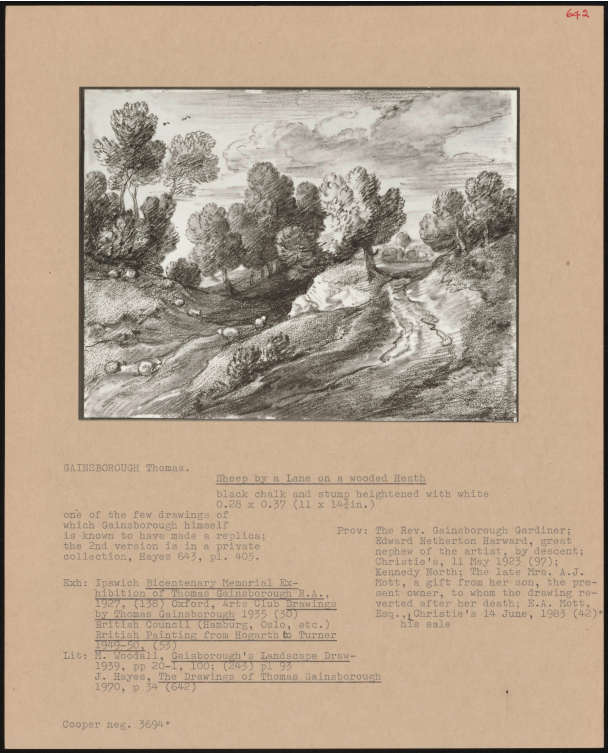 642
GAINSBOROUGH Thomas.
Sheep by a Lane on a wooded Heath
black chalk and stump heightened with white
0.28 x 0.37 (11 x 14¾in.)
one of the few drawings of
which Gainsborough himself
is known to have made a replica;
the 2nd version is in a private
collection, Hayes 643, pl. 405.
Prov: The Rev. Gainsborough Gardiner;
Edward Netherton Harward, great
nephew of the artist, by descent;
Christie's, 11 May 1923 (97);
Kennedy North; The late Mrs. A.J.
Mott, a gift from her son, the pre-
sent owner, to whom the drawing re-
verted after her death; E.A. Mott,
Esq., Christie's 14 June, 1983 (42)
his sale
Exh: Ipswich Bicentenary Memorial Ex-
hibition of Thomas Gainsborough R.A.,
1927, (138) Oxford, Arts Club Drawings
by Thomas Gainsborough 1935 (30)
British Council (Hamburg, Oslo, etc.)
British Painting from Hogarth to Turner
1949-50, (53)
Lit: M. Woodall, Gaisborough's Landscape Draw-
1939, pp 20-1, 100; (243) pl 93
J. Hayes, The Drawings of Thomas Gainsborough
1970, p 34 (642)
Cooper neg. 3694*